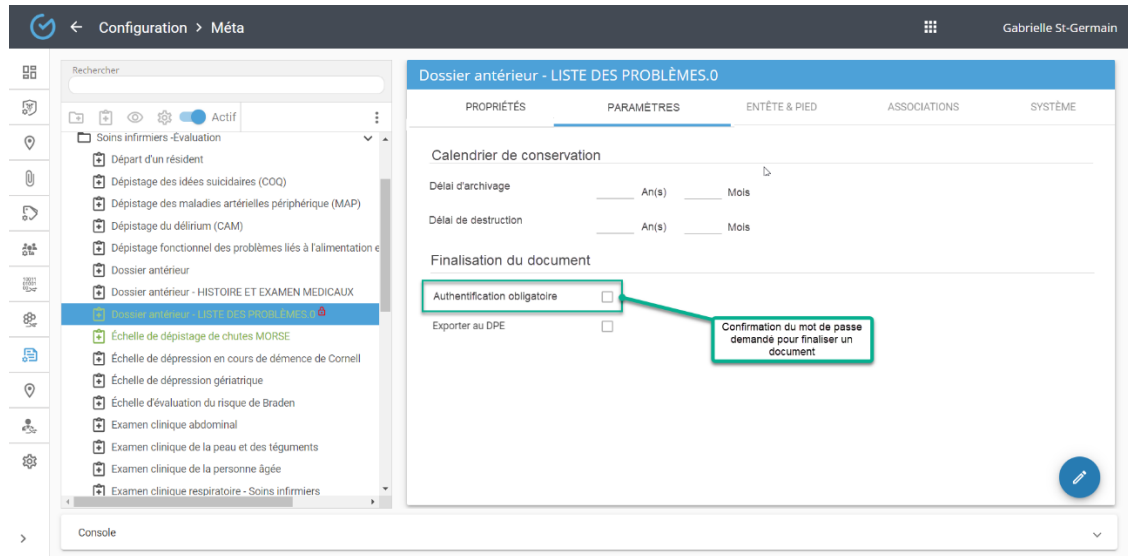 Configuration > Méta
Gabrielle St-Germain
Rechercher
Actif
Soins infirmiers -Évaluation
Départ d'un résident
Dépistage des idées suicidaires (COQ)
Dépistage des maladies artérielles périphérique (MAP)
Dépistage du délirium (CAM)
Dépistage fonctionnel des problèmes liés à l'alimentation e
Dossier antérieur
Dossier antérieur - HISTOIRE ET EXAMEN MEDICAUX
Dossier antérieur - LISTE DES PROBLÈMES.0
Échelle de dépistage de chutes MORSE
Échelle de dépression en cours de démence de Cornell
Échelle de dépression gériatrique
Échelle d'évaluation du risque de Braden
Examen clinique abdominal
Examen clinique de la peau et des téguments
Examen clinique de la personne âgée
Examen clinique respiratoire - Soins infirmiers
Dossier antérieur - LISTE DES PROBLÈMES.0
PROPRIÉTÉS PARAMÈTRES ENTÊTE & PIED ASSOCIATIONS SYSTÈME
Calendrier de conservation
Délai d'archivage An(s) Mois
Délai de destruction An(s) Mois
Finalisation du document
Authentification obligatoire
Exporter au DPE
Confirmation du mot de passe
demandé pour finaliser un
document
Console